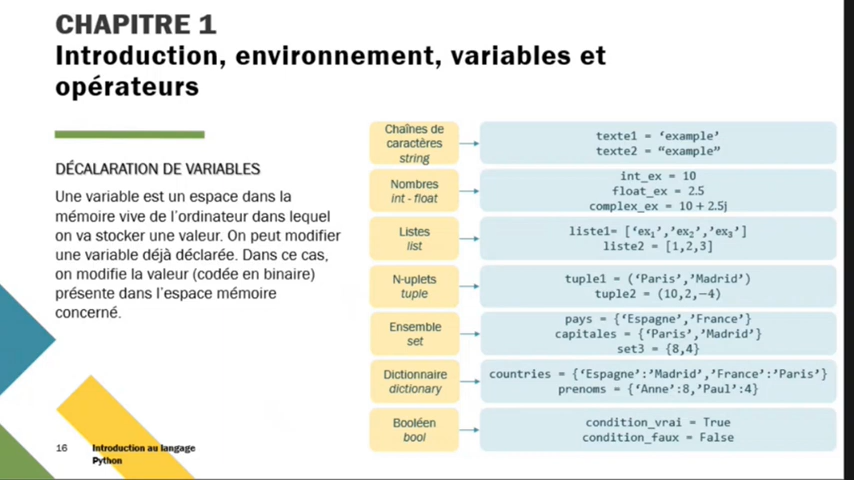 CHAPITRE 1
Introduction, environnement, variables et
opérateurs
DÉCALARATION DE VARIABLES
Une variable est un espace dans la
mémoire vive de l'ordinateur dans lequel
on va stocker une valeur. On peut modifier
une variable déjà déclarée. Dans ce cas,
on modifie la valeur (codée en binaire)
présente dans l'espace mémoire
concerné.
Chaînes de
caractères
string
texte1 = ‘example’
texte2 = “example”
Nombres
int - float
int_ex = 10
float_ex = 2.5
complex_ex = 10 + 2.5j
Listes
list
liste1= [‘ex₁’,’ex₂’,’ex₃’]
liste2 = [1,2,3]
N-uplets
tuple
tuple1 = (‘Paris’,’Madrid’)
tuple2 = (10,2,−4)
Ensemble
set
pays = {‘Espagne’,’France’}
capitales = {‘Paris’,’Madrid’}
set3 = {8,4}
Dictionnaire
dictionary
countries = {‘Espagne’:’Madrid’,’France’:’Paris’}
prenoms = {‘Anne’:8,’Paul’:4}
Booléen
bool
condition_vrai = True
condition_faux = False
16
Introduction au langage
Python